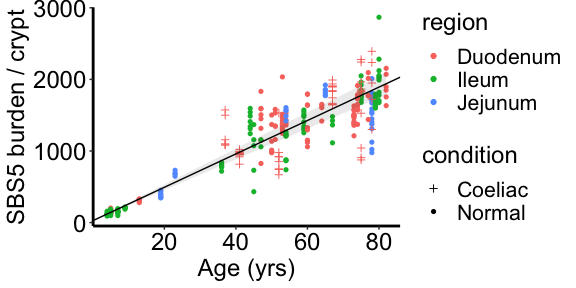 SBS5 burden / crypt
3000
2000
1000
0
20
40
60
80
Age (yrs)
region
Duodenum
Ileum
Jejunum
condition
Coeliac
Normal